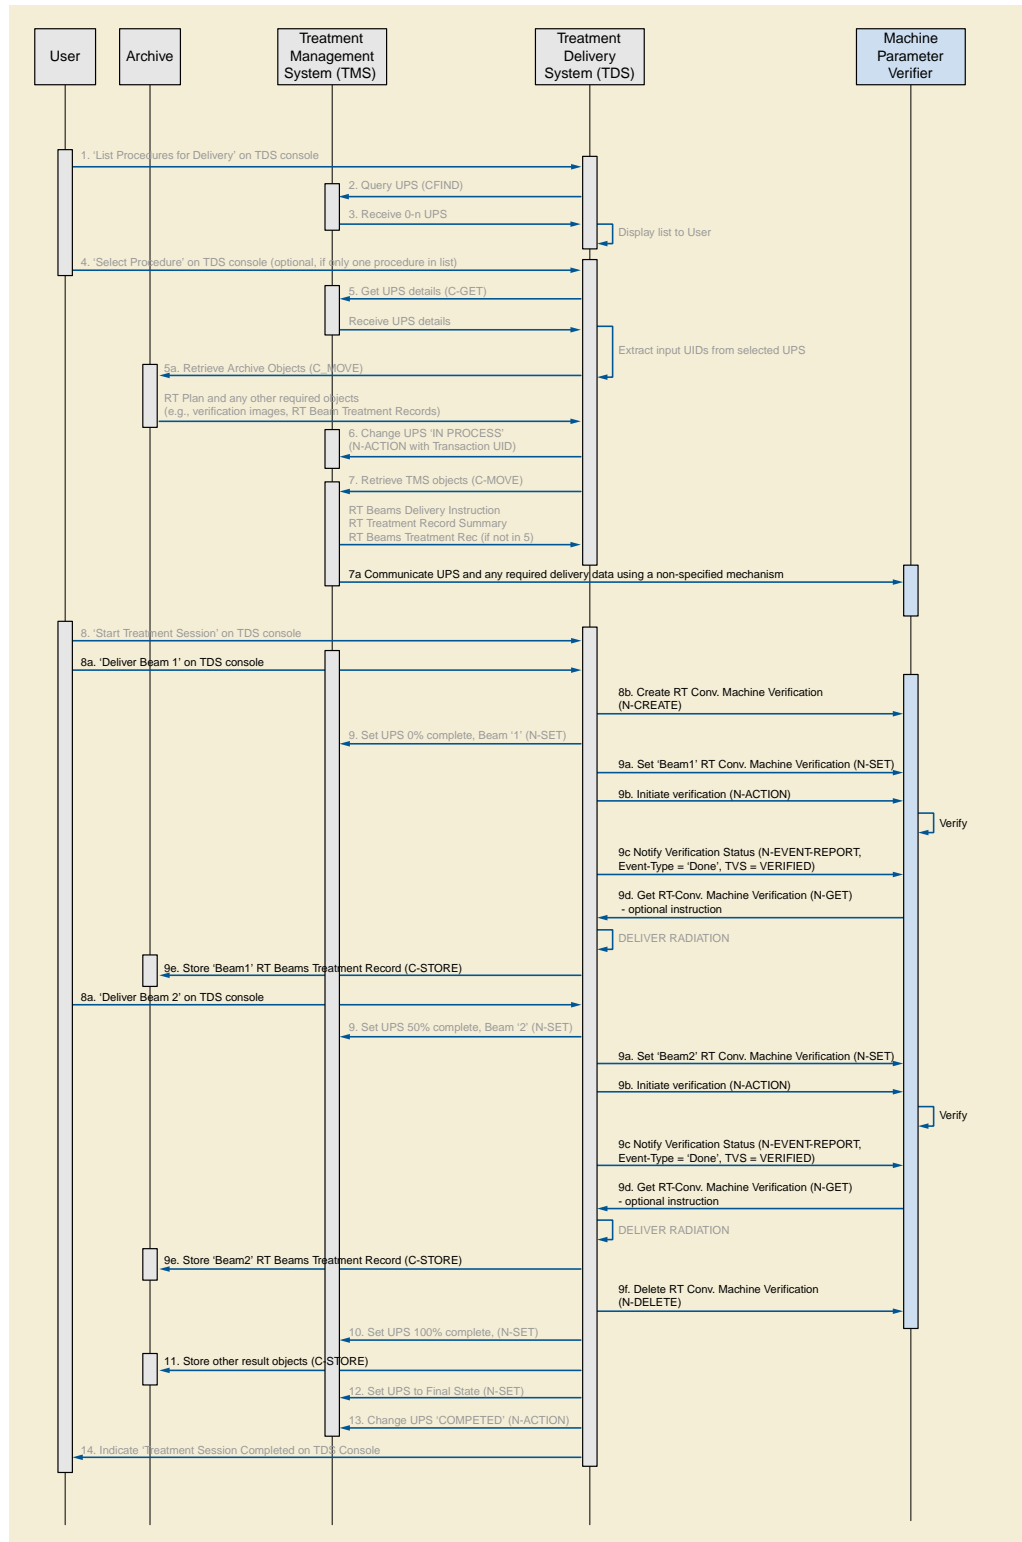 User
Archive
Treatment
Management
System (TMS)
Treatment
Delivery
System (TDS)
Machine
Parameter
Verifier
1. ‘List Procedures for Delivery’ on TDS console
2. Query UPS (CFIND)
3. Receive 0-n UPS
Display list to User
4. ‘Select Procedure’ on TDS console (optional, if only one procedure in list)
5. Get UPS details (C-GET)
Receive UPS details
Extract input UIDs from selected UPS
5a. Retrieve Archive Objects (C_MOVE)
RT Plan and any other required objects
(e.g., verification images, RT Beam Treatment Records)
6. Change UPS ‘IN PROCESS’
(N-ACTION with Transaction UID)
7. Retrieve TMS objects (C-MOVE)
RT Beams Delivery Instruction
RT Treatment Record Summary
RT Beams Treatment Rec (if not in 5)
7a Communicate UPS and any required delivery data using a non-specified mechanism
8. ‘Start Treatment Session’ on TDS console
8a. ‘Deliver Beam 1’ on TDS console
8b. Create RT Conv. Machine Verification
(N-CREATE)
9. Set UPS 0% complete, Beam ‘1’ (N-SET)
9a. Set ‘Beam1’ RT Conv. Machine Verification (N-SET)
9b. Initiate verification (N-ACTION)
Verify
9c Notify Verification Status (N-EVENT-REPORT,
Event-Type = ‘Done’, TVS = VERIFIED)
9d. Get RT-Conv. Machine Verification (N-GET)
- optional instruction
DELIVER RADIATION
9e. Store ‘Beam1’ RT Beams Treatment Record (C-STORE)
8a. ‘Deliver Beam 2’ on TDS console
9. Set UPS 50% complete, Beam ‘2’ (N-SET)
9a. Set ‘Beam2’ RT Conv. Machine Verification (N-SET)
9b. Initiate verification (N-ACTION)
Verify
9c Notify Verification Status (N-EVENT-REPORT,
Event-Type = ‘Done’, TVS = VERIFIED)
9d. Get RT-Conv. Machine Verification (N-GET)
- optional instruction
DELIVER RADIATION
9e. Store ‘Beam2’ RT Beams Treatment Record (C-STORE)
9f. Delete RT Conv. Machine Verification
(N-DELETE)
10. Set UPS 100% complete, (N-SET)
11. Store other result objects (C-STORE)
12. Set UPS to Final State (N-SET)
13. Change UPS ‘COMPETED’ (N-ACTION)
14. Indicate ‘Treatment Session Completed on TDS Console